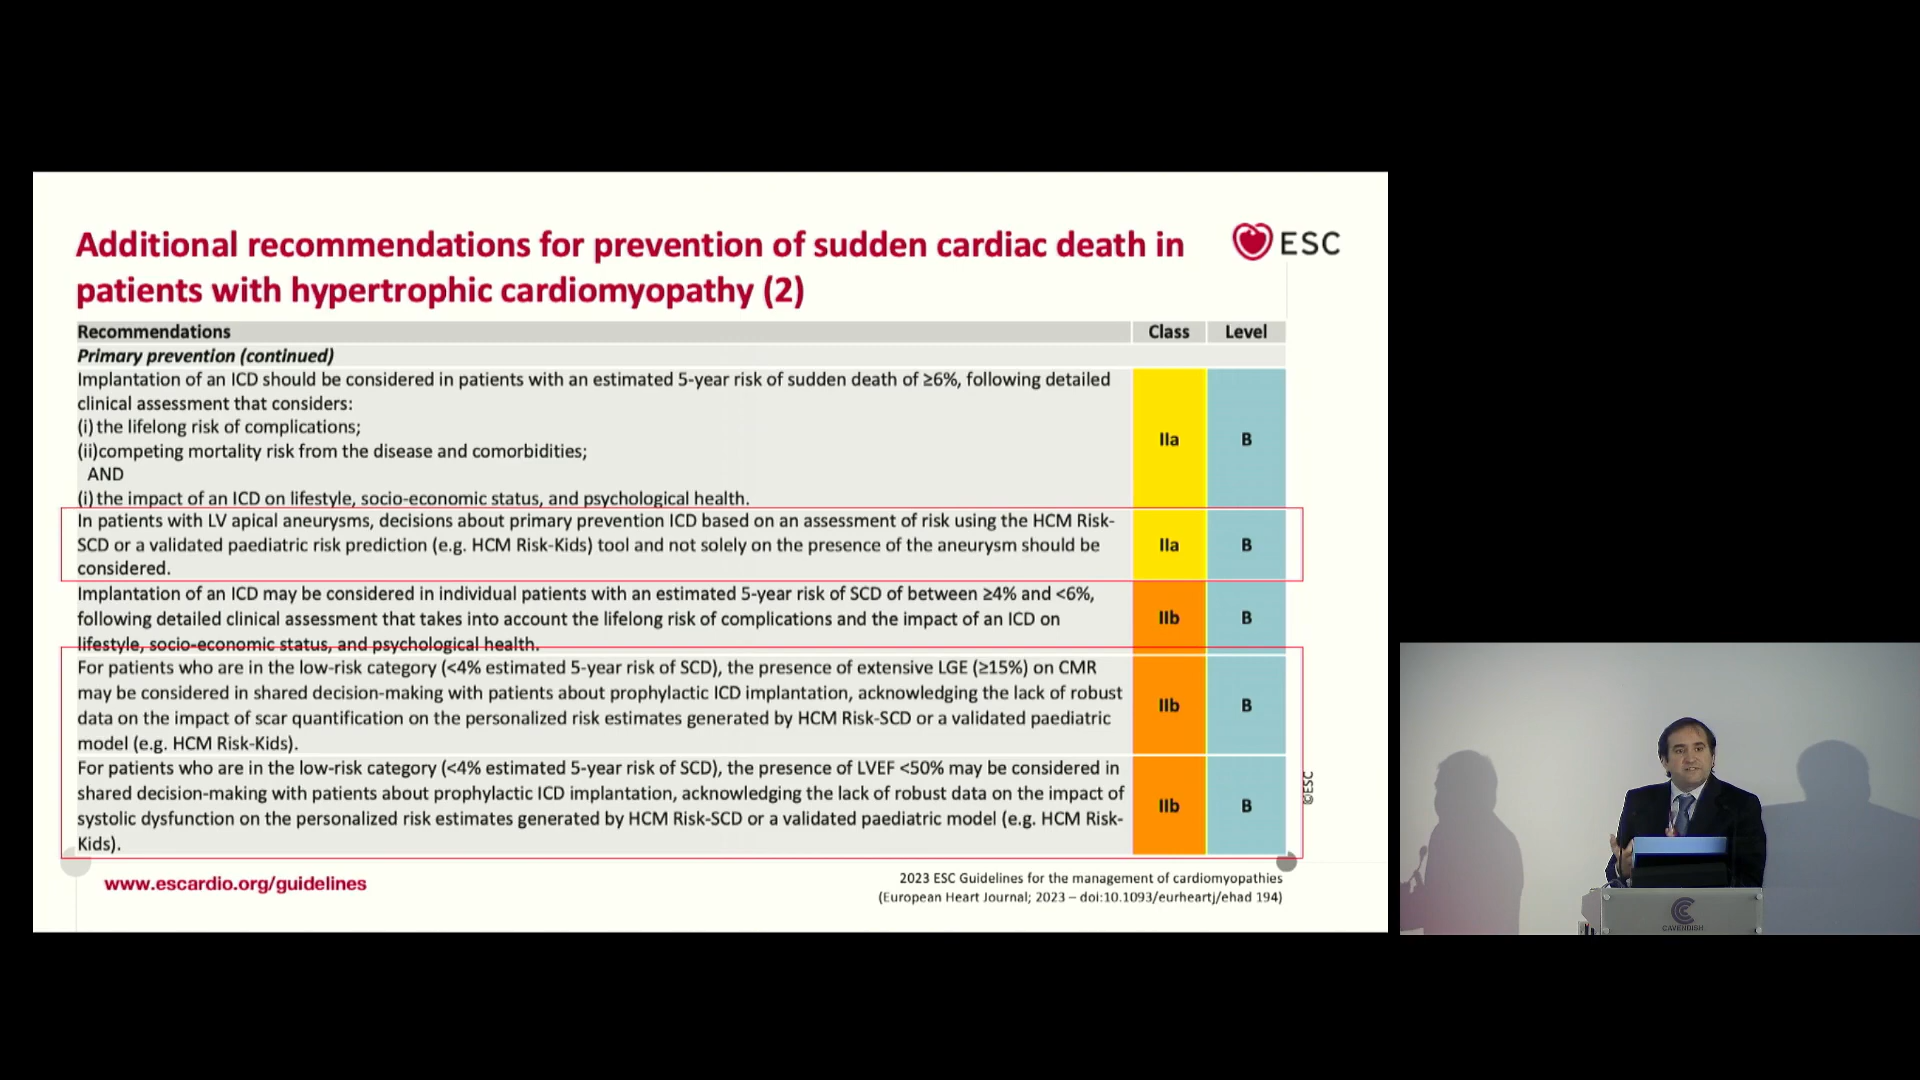 Additional recommendations for prevention of sudden cardiac death in
patients with hypertrophic cardiomyopathy (2)
ESC
Recommendations Class Level
Primary prevention (continued)
Implantation of an ICD should be considered in patients with an estimated 5-year risk of sudden death of ≥6%, following detailed
clinical assessment that considers:
(i) the lifelong risk of complications;
(ii)competing mortality risk from the disease and comorbidities;
AND
(i) the impact of an ICD on lifestyle, socio-economic status, and psychological health.
IIa B
In patients with LV apical aneurysms, decisions about primary prevention ICD based on an assessment of risk using the HCM Risk-
SCD or a validated paediatric risk prediction (e.g. HCM Risk-Kids) tool and not solely on the presence of the aneurysm should be
considered.
IIa B
Implantation of an ICD may be considered in individual patients with an estimated 5-year risk of SCD of between ≥4% and <6%,
following detailed clinical assessment that takes into account the lifelong risk of complications and the impact of an ICD on
lifestyle, socio-economic status, and psychological health.
IIb B
For patients who are in the low-risk category (<4% estimated 5-year risk of SCD), the presence of extensive LGE (≥15%) on CMR
may be considered in shared decision-making with patients about prophylactic ICD implantation, acknowledging the lack of robust
data on the impact of scar quantification on the personalized risk estimates generated by HCM Risk-SCD or a validated paediatric
model (e.g. HCM Risk-Kids).
IIb B
For patients who are in the low-risk category (<4% estimated 5-year risk of SCD), the presence of LVEF <50% may be considered in
shared decision-making with patients about prophylactic ICD implantation, acknowledging the lack of robust data on the impact of
systolic dysfunction on the personalized risk estimates generated by HCM Risk-SCD or a validated paediatric model (e.g. HCM Risk-
Kids).
IIb B
©ESC
www.escardio.org/guidelines
2023 ESC Guidelines for the management of cardiomyopathies
(European Heart Journal; 2023 – doi:10.1093/eurheartj/ehad 194)
CAVENDISH